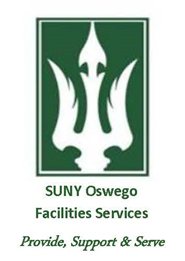 SUNY Oswego
Facilities Services
Provide, Support & Serve